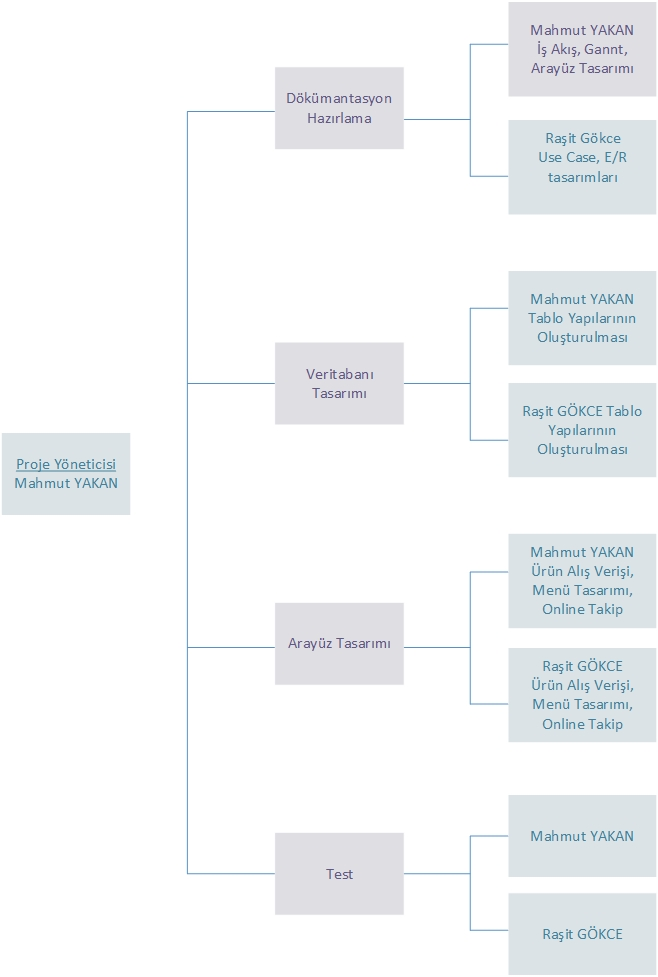 Proje Yöneticisi
Mahmut YAKAN
Dökümantasyon
Hazırlama
Mahmut YAKAN
İş Akış, Gannt,
Arayüz Tasarımı
Raşit Gökce
Use Case, E/R
tasarımları
Veritabanı
Tasarımı
Mahmut YAKAN
Tablo Yapılarının
Oluşturulması
Raşit GÖKCE Tablo
Yapılarının
Oluşturulması
Arayüz Tasarımı
Mahmut YAKAN
Ürün Alış Verişi,
Menü Tasarımı,
Online Takip
Raşit GÖKCE
Ürün Alış Verişi,
Menü Tasarımı,
Online Takip
Test
Mahmut YAKAN
Raşit GÖKCE